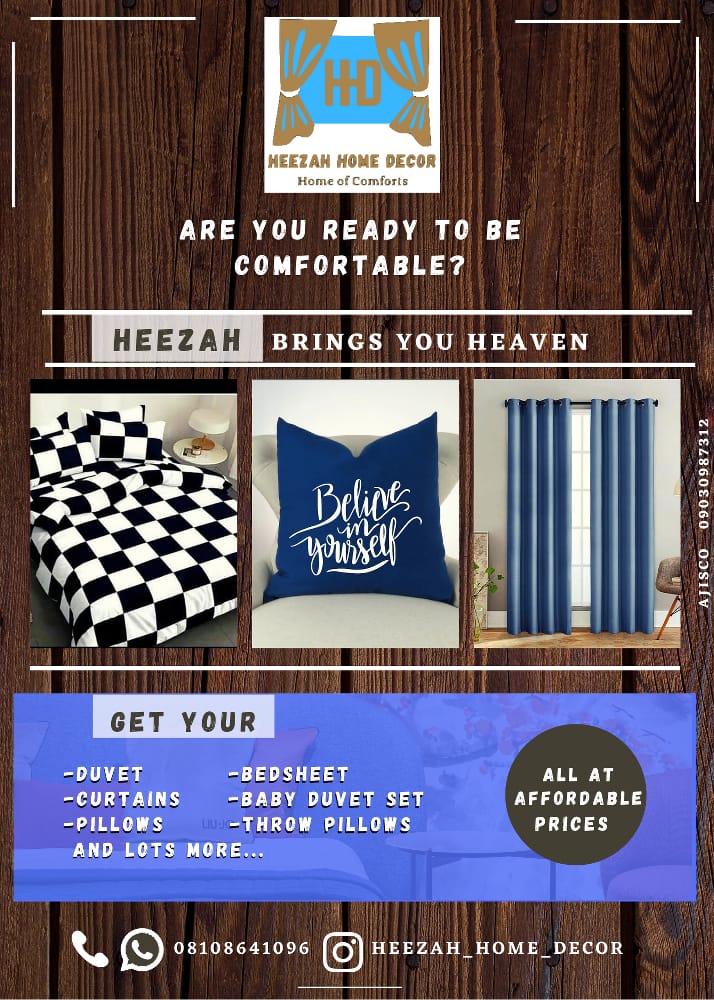 HD
HEEZAH HOME DECOR
Home of Comforts
ARE YOU READY TO BE
COMFORTABLE?
HEEZAH BRINGS YOU HEAVEN
Believe
in
yourself
AJISCO 09030987312
GET YOUR
-DUVET -BEDSHEET
-CURTAINS -BABY DUVET SET
-PILLOWS -THROW PILLOWS
AND LOTS MORE...
ALL AT
AFFORDABLE
PRICES
08108641096 HEEZAH_HOME_DECOR